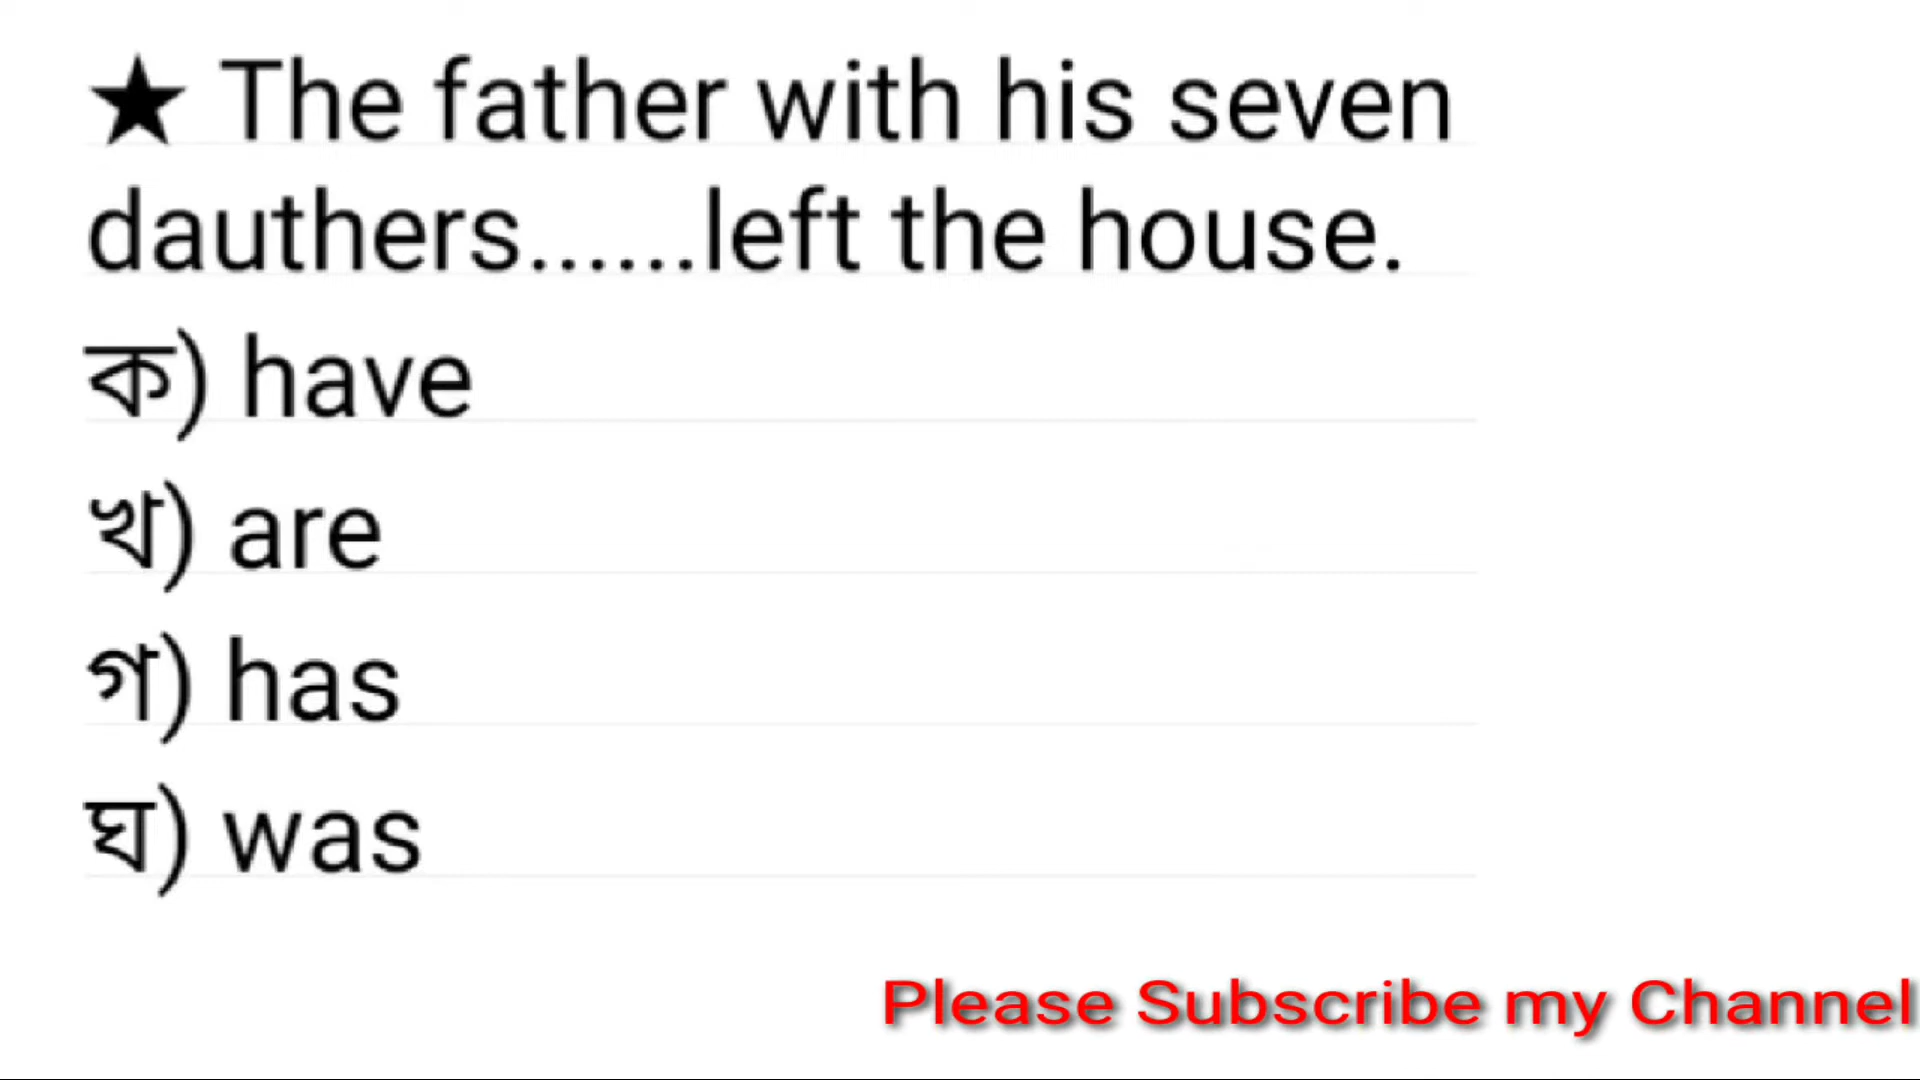 ★ The father with his seven
dauthers......left the house.
ক) have
খ) are
গ) has
ঘ) was
Please Subscribe my Channel